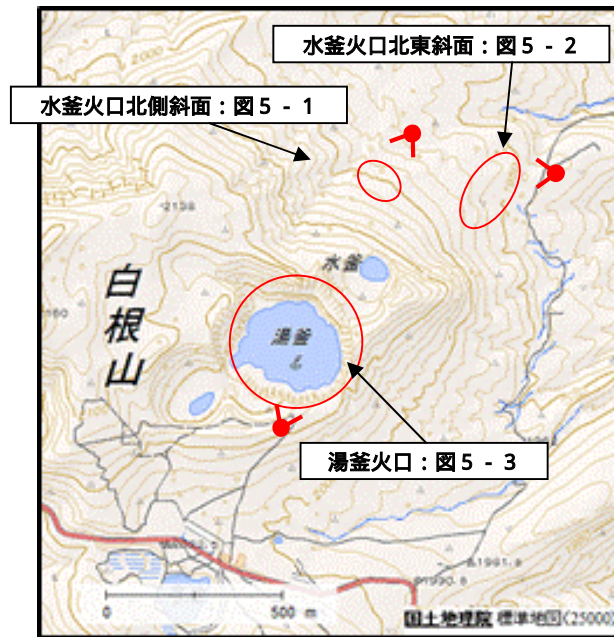 水釜火口北東斜面：図５-２
水釜火口北側斜面：図５-１
2138
水釜
白根山
湯釜
湯釜火口：図５-３
0 500 m
国土地理院 標準地図(25000)